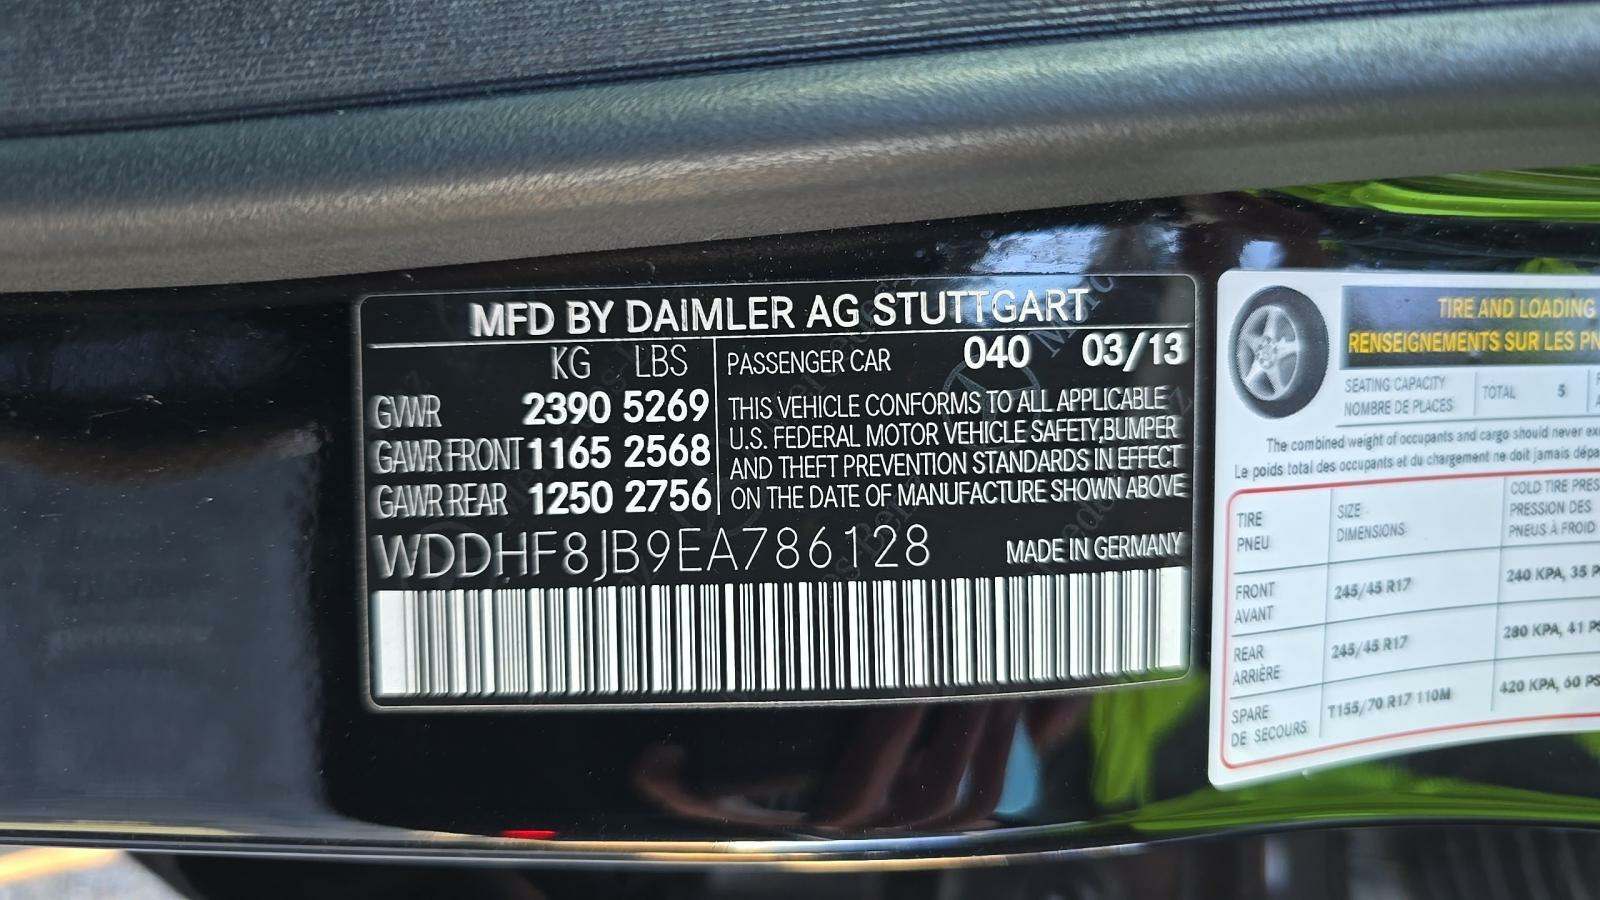 MFD BY DAIMLER AG STUTTGART
KG LBS
GVWR 2390 5269
GAWR FRONT 1165 2568
GAWR REAR 1250 2756
PASSENGER CAR 040 03/13
THIS VEHICLE CONFORMS TO ALL APPLICABLE
U.S. FEDERAL MOTOR VEHICLE SAFETY,BUMPER
AND THEFT PREVENTION STANDARDS IN EFFECT
ON THE DATE OF MANUFACTURE SHOWN ABOVE
WDDHF8JB9EA786128
MADE IN GERMANY
TIRE AND LOADING
RENSEIGNEMENTS SUR LES
SEATING CAPACITY
NOMBRE DE PLACES
TOTAL 5
The combined weight of occupants and cargo should never
Le poids total des occupants et du chargement ne doit jamais
TIRE
PNEU
SIZE
DIMENSIONS
COLD TIRE
PRESSION DES
PNEUS À FROID
FRONT
AVANT
245/45 R17
240 KPA, 35
REAR
ARRIÈRE
245/45 R17
280 KPA, 41
SPARE
DE SECOURS
T155/70 R17 110M
420 KPA, 60